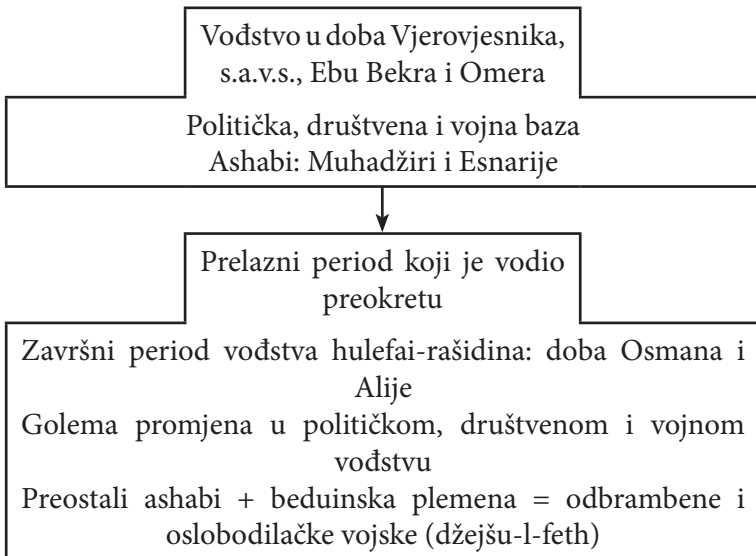 Vođstvo u doba Vjerovjesnika,
s.a.v.s., Ebu Bekra i Omera
Politička, društvena i vojna baza
Ashabi: Muhadžiri i Esnarije
Prelazni period koji je vodio
preokretu
Završni period vođstva hulefai-rašidina: doba Osmana i
Alije
Golema promjena u političkom, društvenom i vojnom
vođstvu
Preostali ashabi + beduinska plemena = odbrambene i
oslobodilačke vojske (džejšu-l-feth)